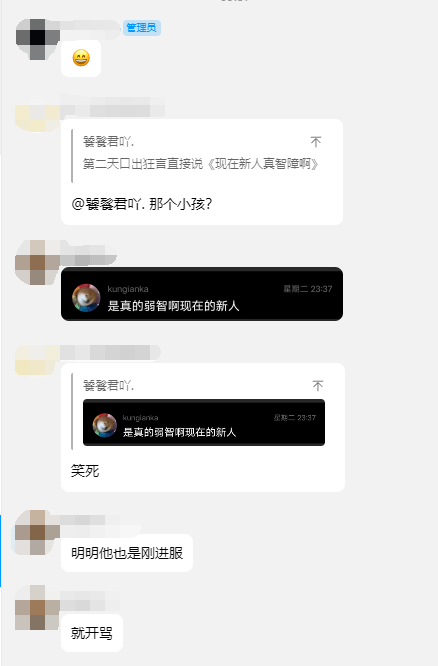 管理员
😄
饕餮君吖.
第二天口出狂言直接说《现在新人真智障啊》
@饕餮君吖. 那个小孩？
kungianka
星期二 23:37
是真的弱智啊现在的新人
饕餮君吖.
kungianka
星期二 23:37
是真的弱智啊现在的新人
笑死
明明他也是刚进服
就开骂